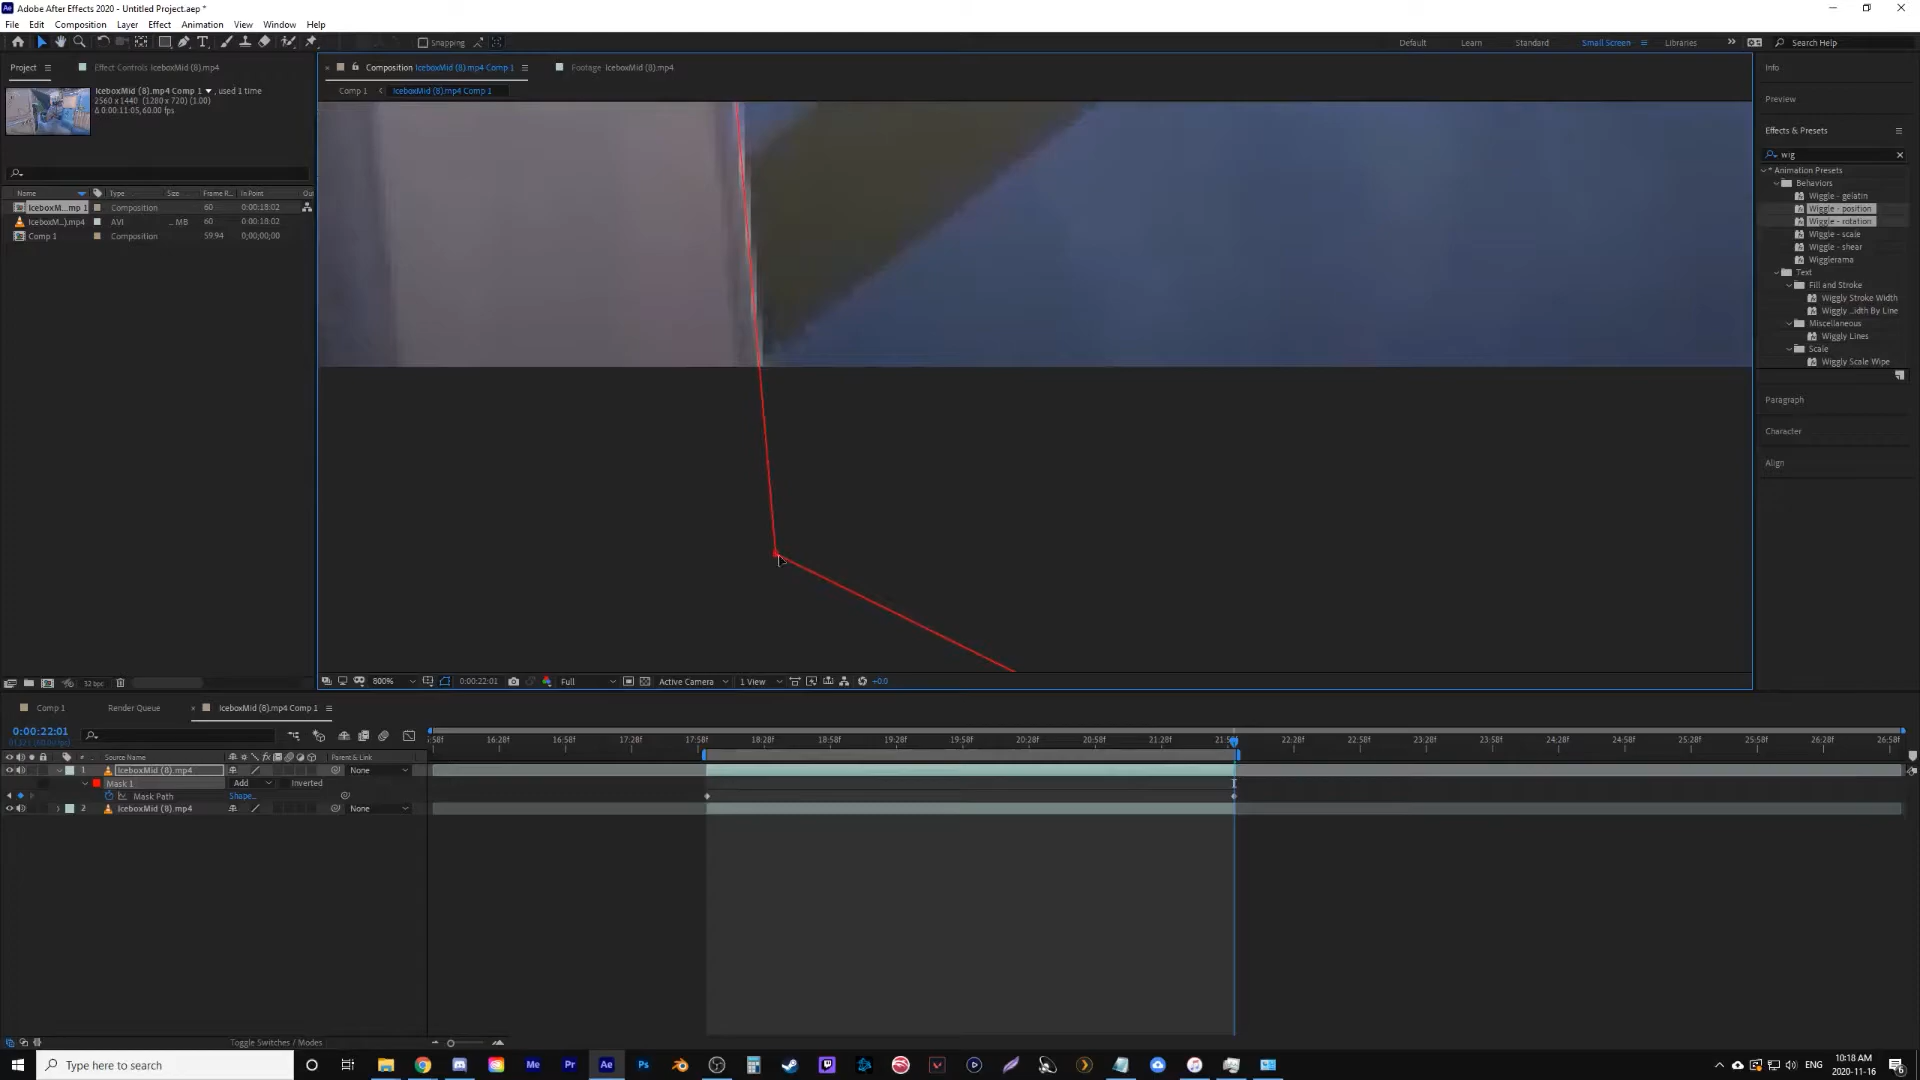 Adobe After Effects 2020 - Untitled Project.aep *
File Edit Composition Layer Effect Animation View Window Help
Snapping
Default Learn Standard Small Screen Libraries Search Help
Project Effect Controls IceboxMid (8).mp4
Composition IceboxMid (8).mp4 Comp 1 Footage IceboxMid (8).mp4
Comp 1 IceboxMid (8).mp4 Comp 1
IceboxMid (8).mp4 Comp 1 , used 1 time
2560 x 1440 (1280 x 720) (1.00)
Δ 0:00:11:05, 60.00 fps
Name Type Size Frame R... In Point Ou
IceboxM...mp 1 Composition 60 0:00:18:02
IceboxM...).mp4 AVI ... MB 60 0:00:18:02
Comp 1 Composition 59.94 0;00;00;00
32 bpc
800% 0:00:22:01 Full Active Camera 1 View +0.0
Info
Preview
Effects & Presets
wig
* Animation Presets
Behaviors
Wiggle - gelatin
Wiggle - position
Wiggle - rotation
Wiggle - scale
Wiggle - shear
Wigglerama
Text
Fill and Stroke
Wiggly Stroke Width
Wiggly ...idth By Line
Miscellaneous
Wiggly Lines
Scale
Wiggly Scale Wipe
Paragraph
Character
Align
Comp 1 Render Queue IceboxMid (8).mp4 Comp 1
0:00:22:01
:58f 16:28f 16:58f 17:28f 17:58f 18:28f 18:58f 19:28f 19:58f 20:28f 20:58f 21:28f 21:5 22:28f 22:58f 23:28f 23:58f 24:28f 24:58f 25:28f 25:58f 26:28f 26:58f
# Source Name Parent & Link
1 IceboxMid (8).mp4 None
Mask 1 Add Inverted
Mask Path Shape...
2 IceboxMid (8).mp4 None
Toggle Switches / Modes
Type here to search
Me Pr Ae Ps
ENG
10:18 AM
2020-11-16